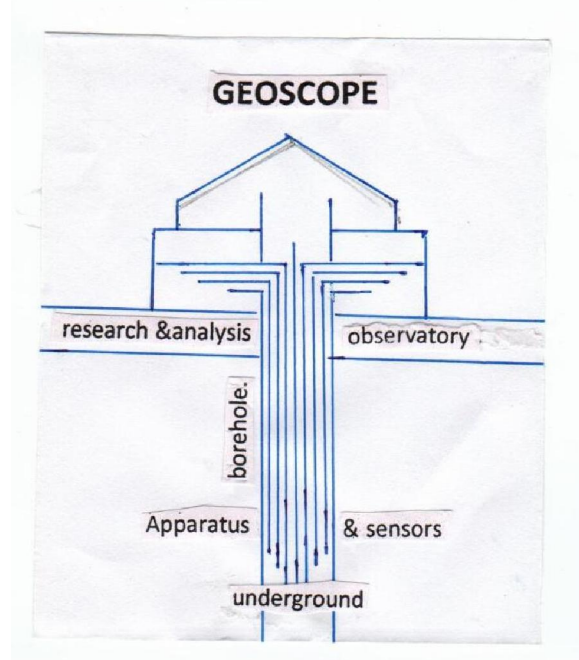 GEOSCOPE
research &analysis
observatory
borehole.
Apparatus
& sensors
underground